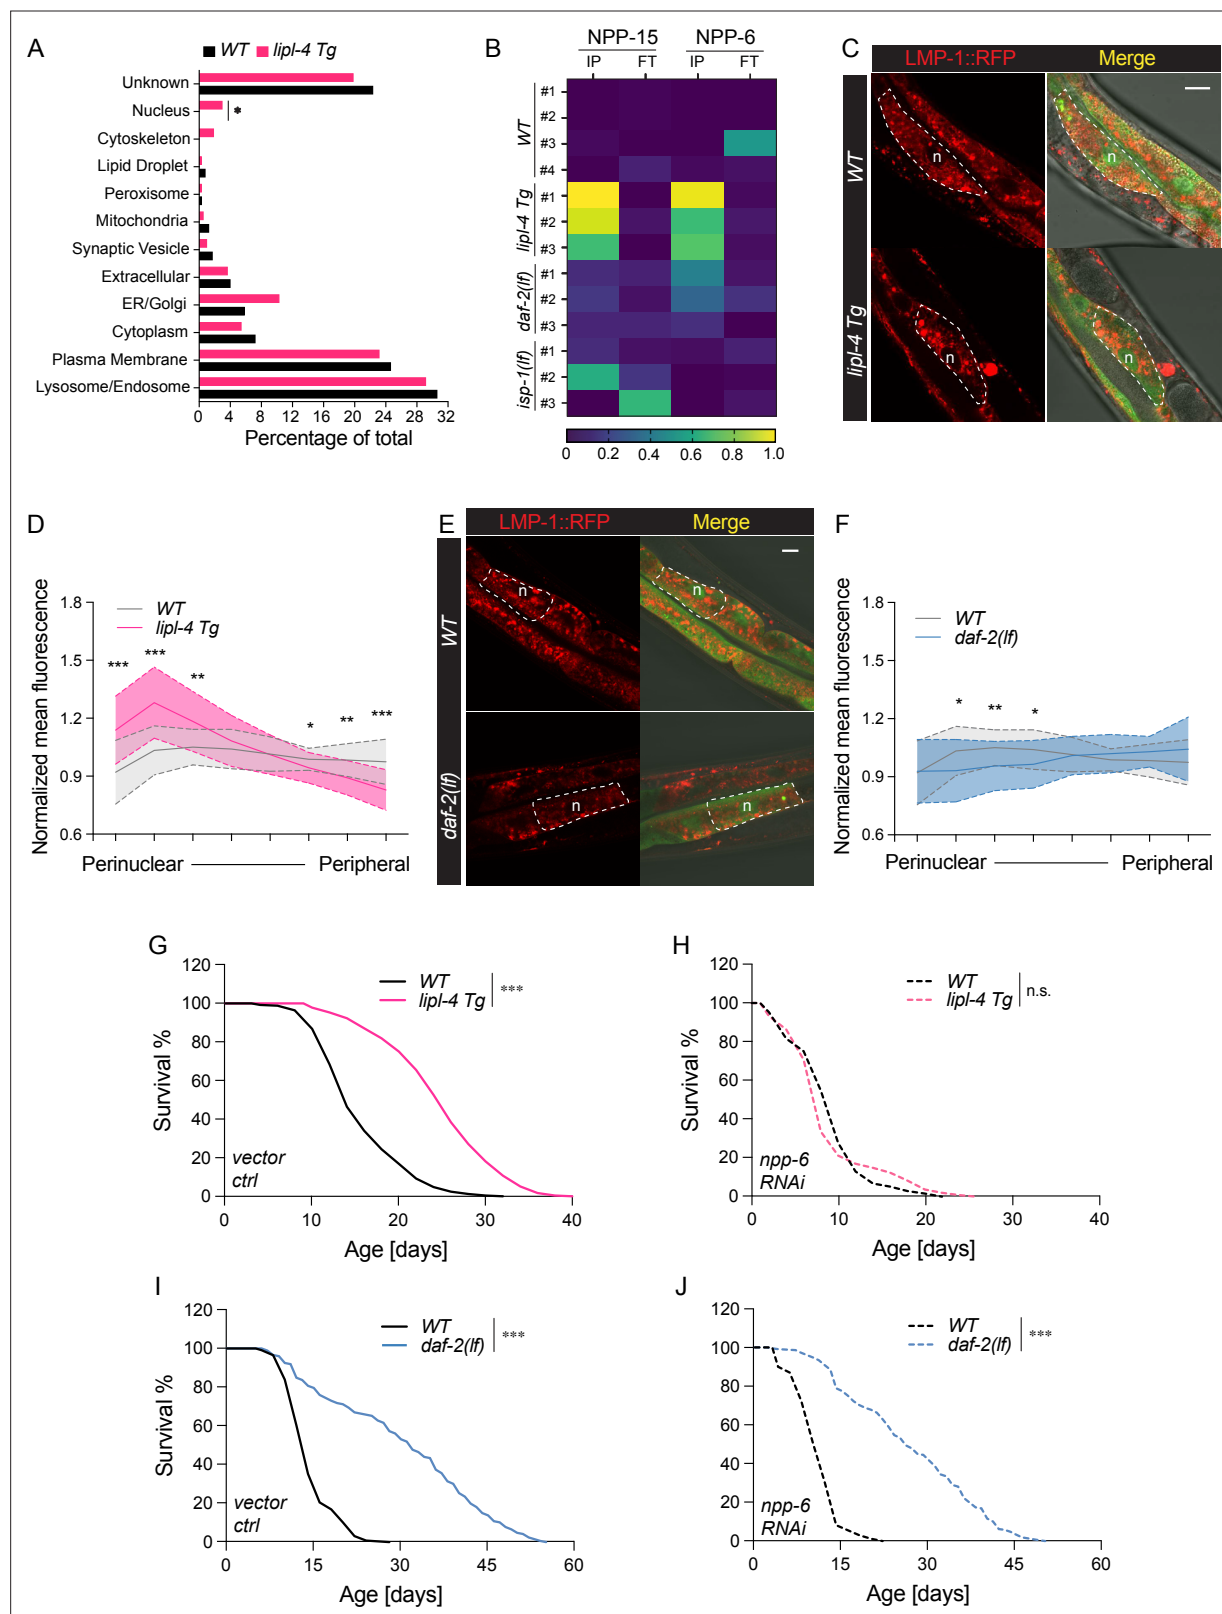 A
WT lipl-4 Tg
Unknown
Nucleus
*
Cytoskeleton
Lipid Droplet
Peroxisome
Mitochondria
Synaptic Vesicle
Extracellular
ER/Golgi
Cytoplasm
Plasma Membrane
Lysosome/Endosome
0 4 8 12 16 20 24 28 32
Percentage of total
B
NPP-15 NPP-6
IP FT IP FT
WT
#1
#2
#3
#4
lipl-4 Tg
#1
#2
#3
daf-2(lf)
#1
#2
#3
isp-1(lf)
#1
#2
#3
0 0.2 0.4 0.6 0.8 1.0
C
LMP-1::RFP Merge
WT
n n
lipl-4 Tg
n n
D
Normalized mean fluorescence
1.8
1.5
1.2
0.9
0.6
WT
lipl-4 Tg
*** *** ** * ** ***
Perinuclear Peripheral
E
LMP-1::RFP Merge
WT
n n
daf-2(lf)
n n
F
Normalized mean fluorescence
1.8
1.5
1.2
0.9
0.6
WT
daf-2(lf)
* ** *
Perinuclear Peripheral
G
Survival %
120
100
80
60
40
20
0
WT
lipl-4 Tg
***
vector
ctrl
0 10 20 30 40
Age [days]
H
Survival %
120
100
80
60
40
20
0
WT
lipl-4 Tg
n.s.
npp-6
RNAi
0 10 20 30 40
Age [days]
I
Survival %
120
100
80
60
40
20
0
WT
daf-2(lf)
***
vector
ctrl
0 15 30 45 60
Age [days]
J
Survival %
120
100
80
60
40
20
0
WT
daf-2(lf)
***
npp-6
RNAi
0 15 30 45 60
Age [days]